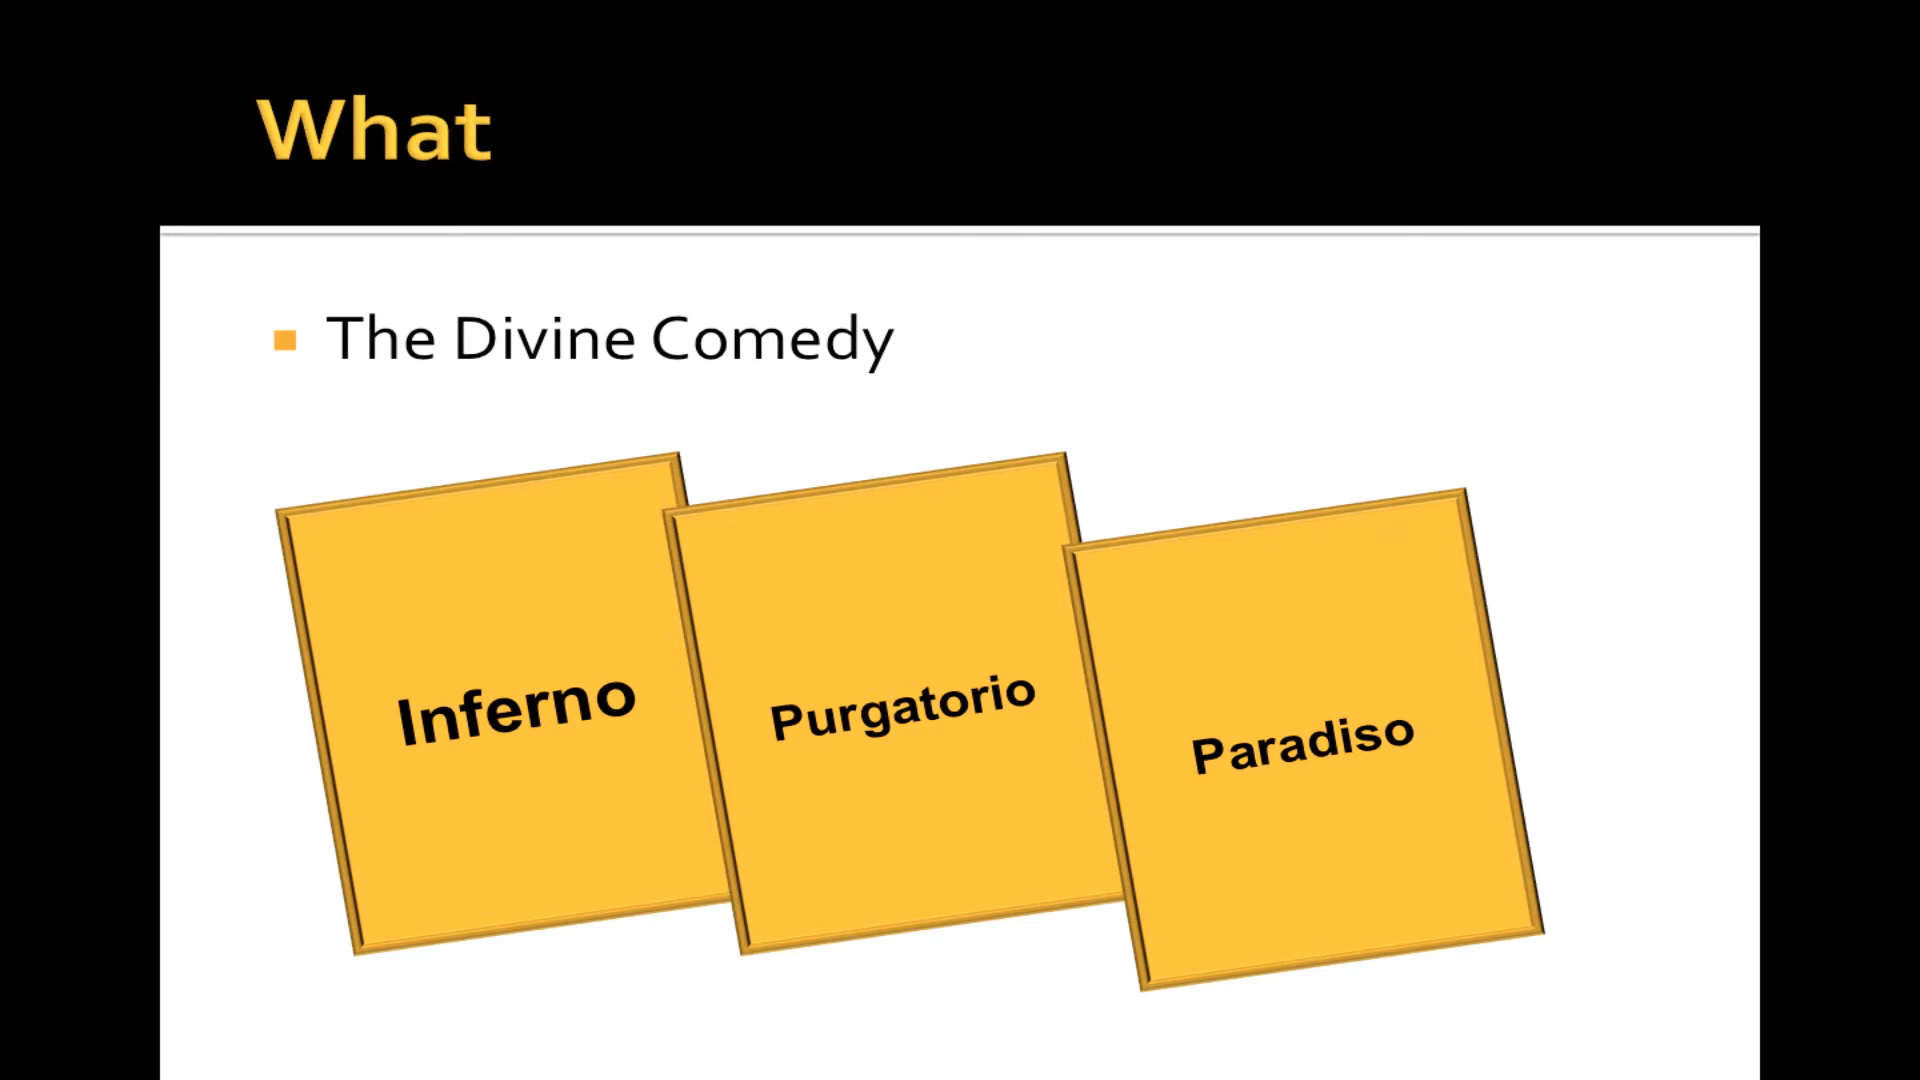 What
The Divine Comedy
Inferno
Purgatorio
Paradiso